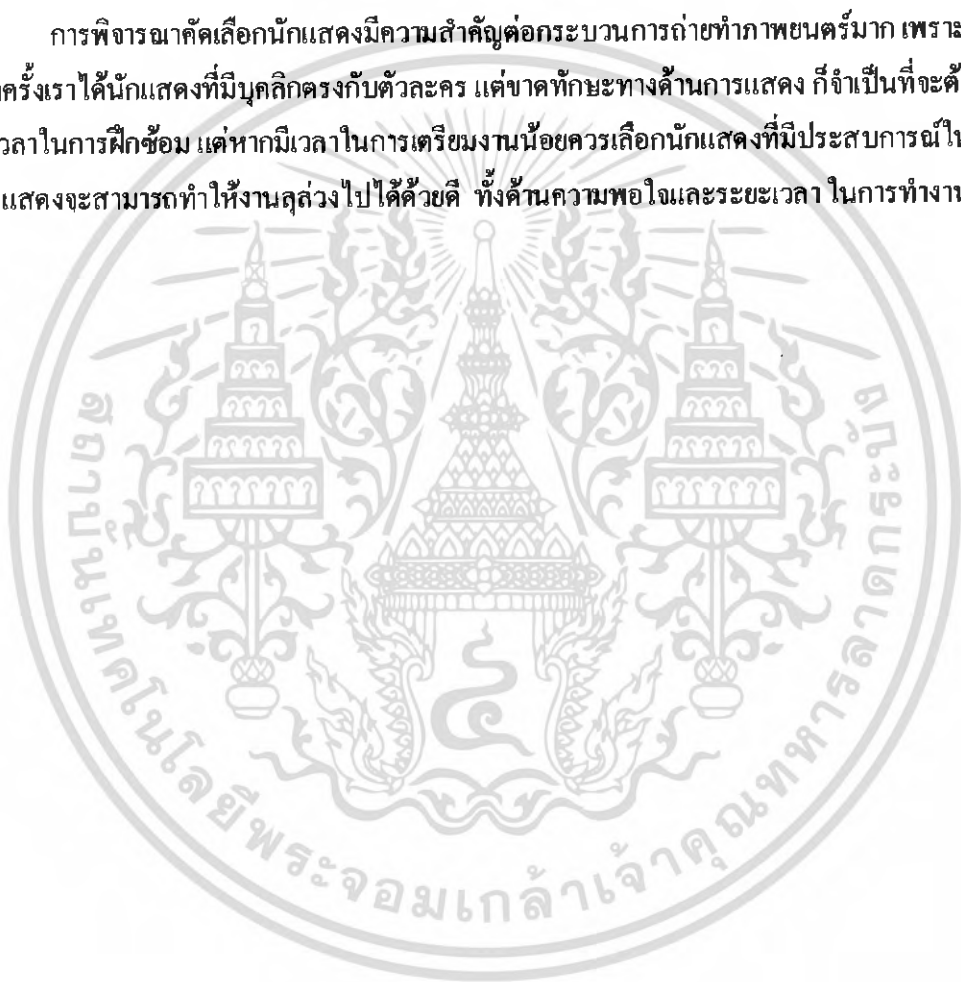 การพิจารณาคัดเลือกนักแสดงมีความสำคัญต่อกระบวนการถ่ายทำภาพยนตร์มาก เพราะ
ครั้งเราได้นักแสดงที่มีบุคลิกตรงกับตัวละคร แต่ขาดทักษะทางด้านการแสดง ก็จำเป็นที่จะต้
วลาในการฝึกซ้อม แต่หากมีเวลาในการเตรียมงานน้อยควรเลือกนักแสดงที่มีประสบการณ์ใ
แสดงจะสามารถทำให้งานลุล่วงไปได้ด้วยดี ทั้งด้านความพอใจและระยะเวลา ในการทำงาน
สถาบันเทคโนโลยีพระจอมเกล้าเจ้าคุณทหารลาดกระบัง